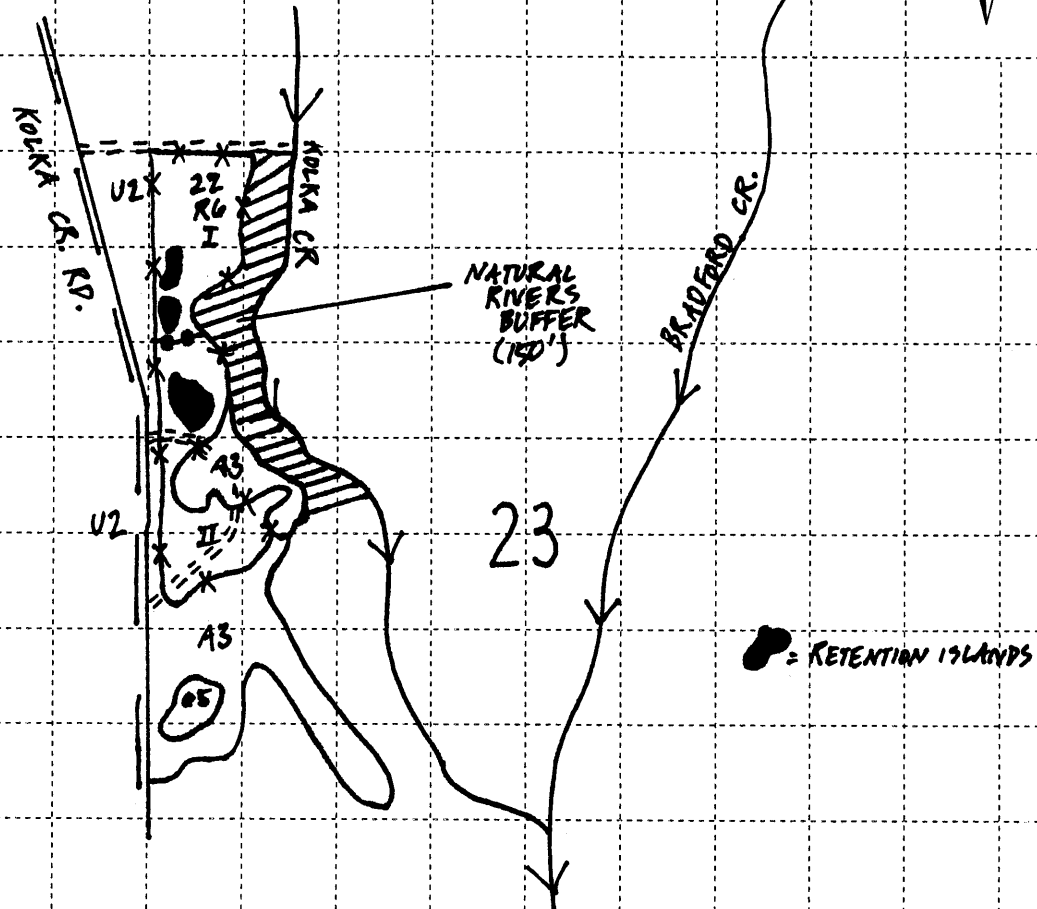 KOLKA CR. RD.
KOLKA CR
U2
22
R6
I
NATURAL
RIVERS
BUFFER
(150')
BRADFORD CR.
A3
U2
II
23
A3
= RETENTION ISLANDS